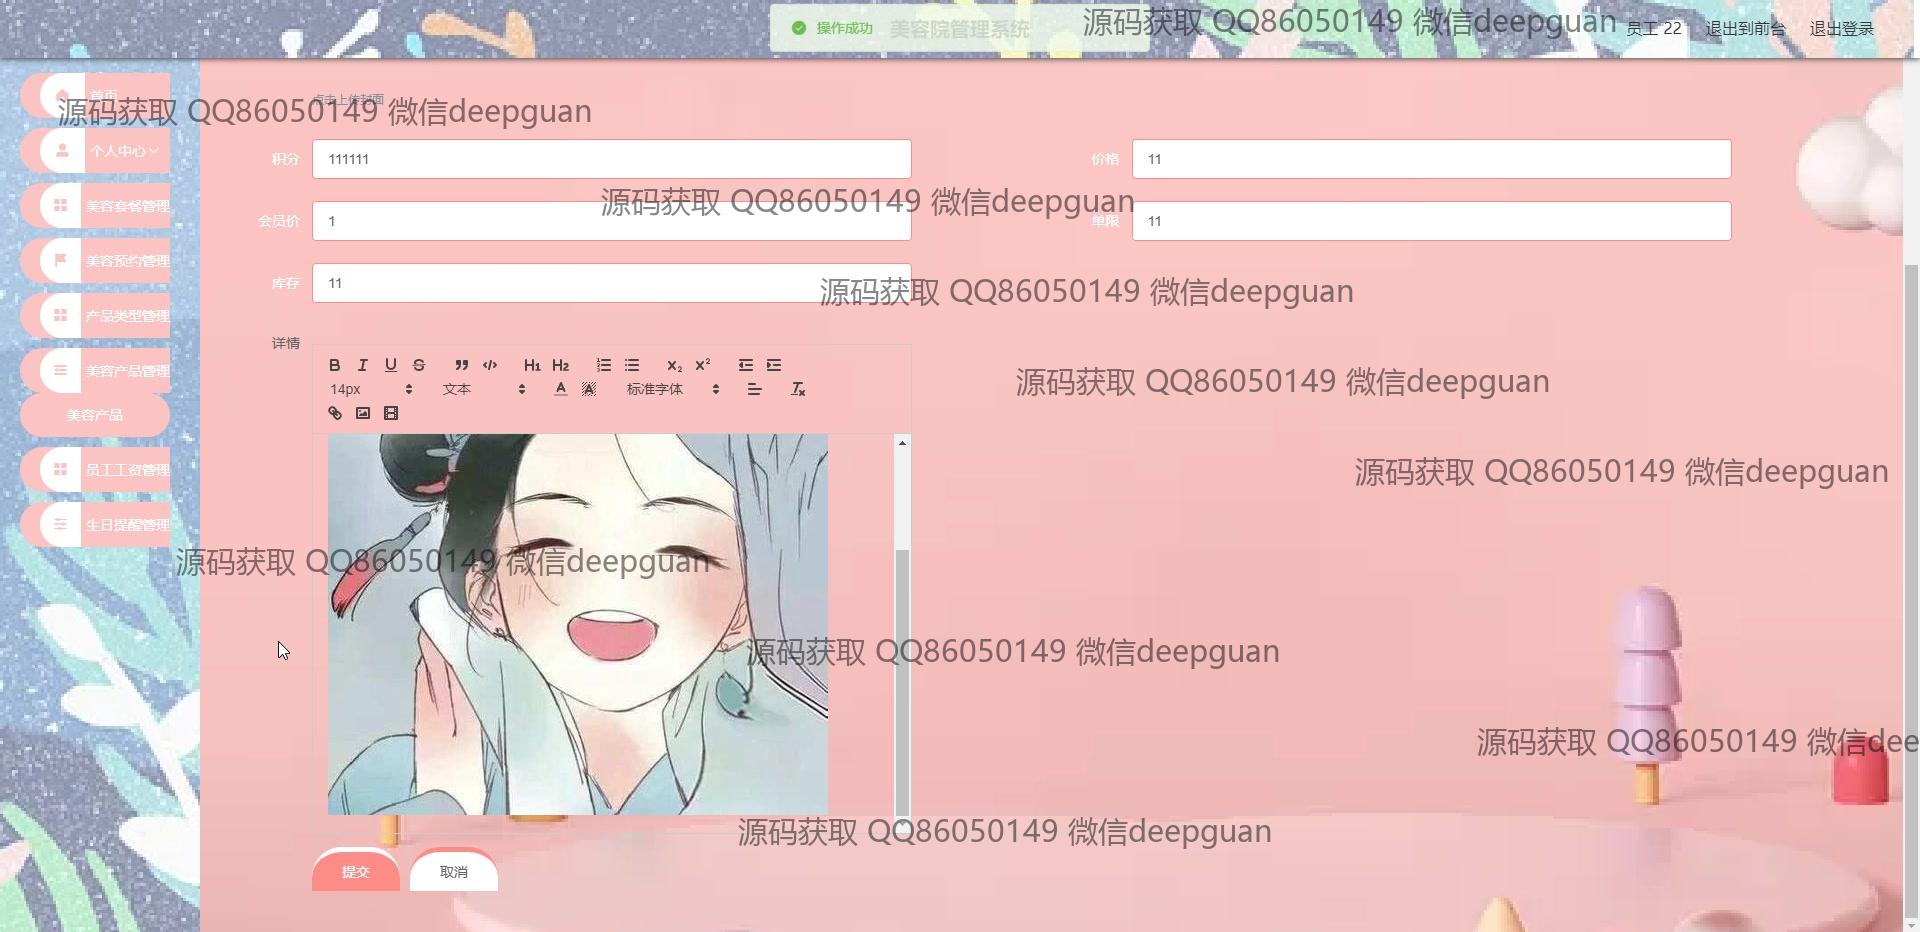 操作成功 美容院管理系统
源码获取 QQ86050149 微信deepguan
员工 22 退出到前台 退出登录
首页
点击上传封面
源码获取 QQ86050149 微信deepguan
个人中心
积分 111111 价格 11
美容套餐管理
源码获取 QQ86050149 微信deepguan
会员价 1 单限 11
美容预约管理
库存 11
源码获取 QQ86050149 微信deepguan
产品类型管理
详情
B I U S H1 H2 x2 x2
美容产品管理
源码获取 QQ86050149 微信deepguan
14px 文本 A A 标准字体 Tx
美容产品
员工工资管理
源码获取 QQ86050149 微信deepguan
生日提醒管理
源码获取 QQ86050149 微信deepguan
源码获取 QQ86050149 微信deepguan
源码获取 QQ86050149 微信dee
源码获取 QQ86050149 微信deepguan
提交 取消